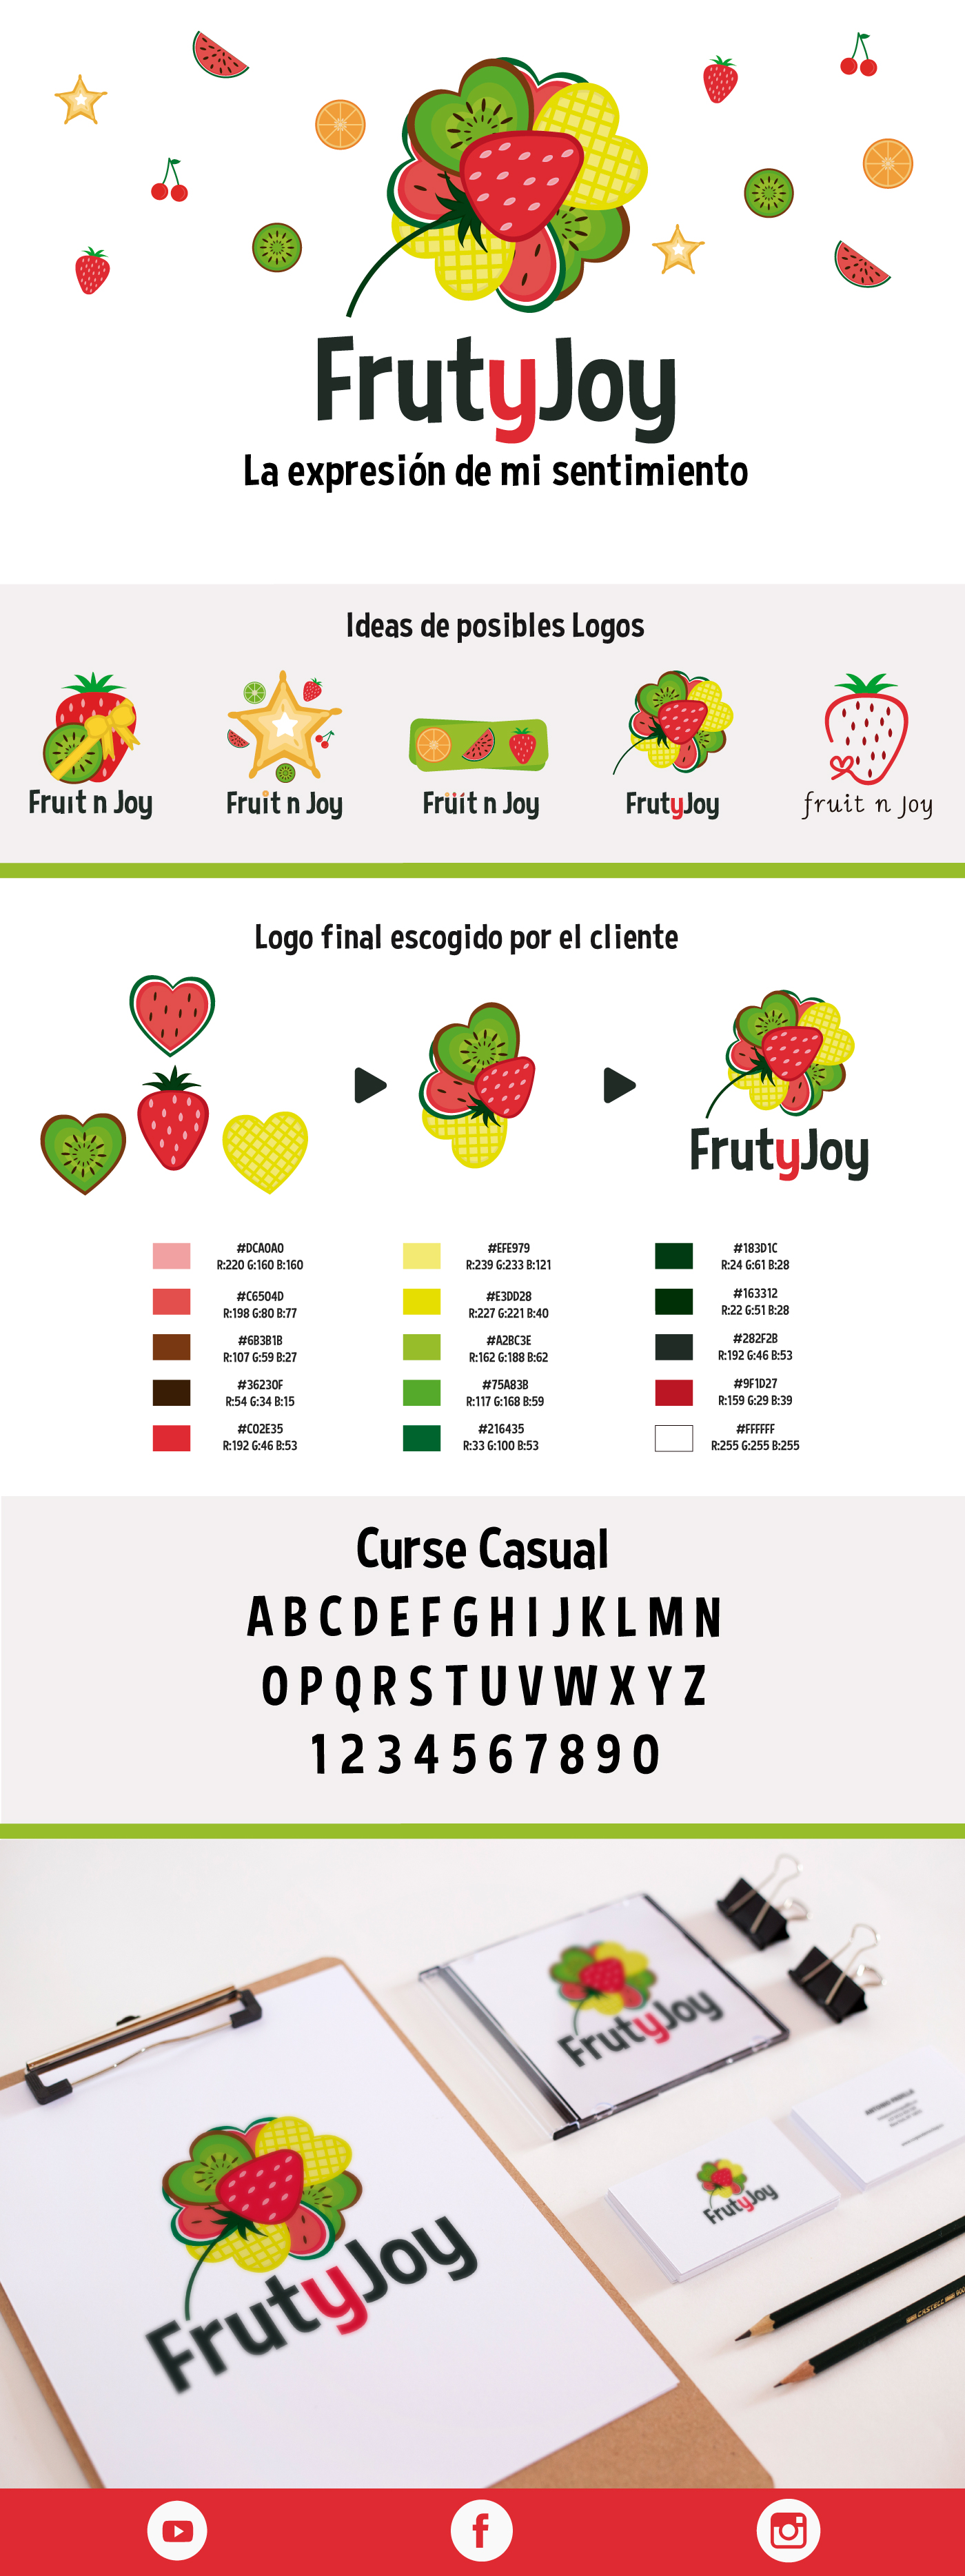 FrutyJoy
La expresión de mi sentimiento
Ideas de posibles Logos
Fruit n Joy
Fruit n Joy
Fruit n Joy
FrutyJoy
fruit n Joy
Logo final escogido por el cliente
FrutyJoy
#DCA0A0
R:220 G:160 B:160
#EFE979
R:239 G:233 B:121
#183D1C
R:24 G:61 B:28
#C6504D
R:198 G:80 B:77
#E3DD28
R:227 G:221 B:40
#163312
R:22 G:51 B:28
#6B3B1B
R:107 G:59 B:27
#A2BC3E
R:162 G:188 B:62
#282F2B
R:192 G:46 B:53
#36230F
R:54 G:34 B:15
#75A83B
R:117 G:168 B:59
#9F1D27
R:159 G:29 B:39
#C02E35
R:192 G:46 B:53
#216435
R:33 G:100 B:53
#FFFFFF
R:255 G:255 B:255
Curse Casual
A B C D E F G H I J K L M N
O P Q R S T U V W X Y Z
1 2 3 4 5 6 7 8 9 0
FrutyJoy
FrutyJoy
FrutyJoy
CASTELL